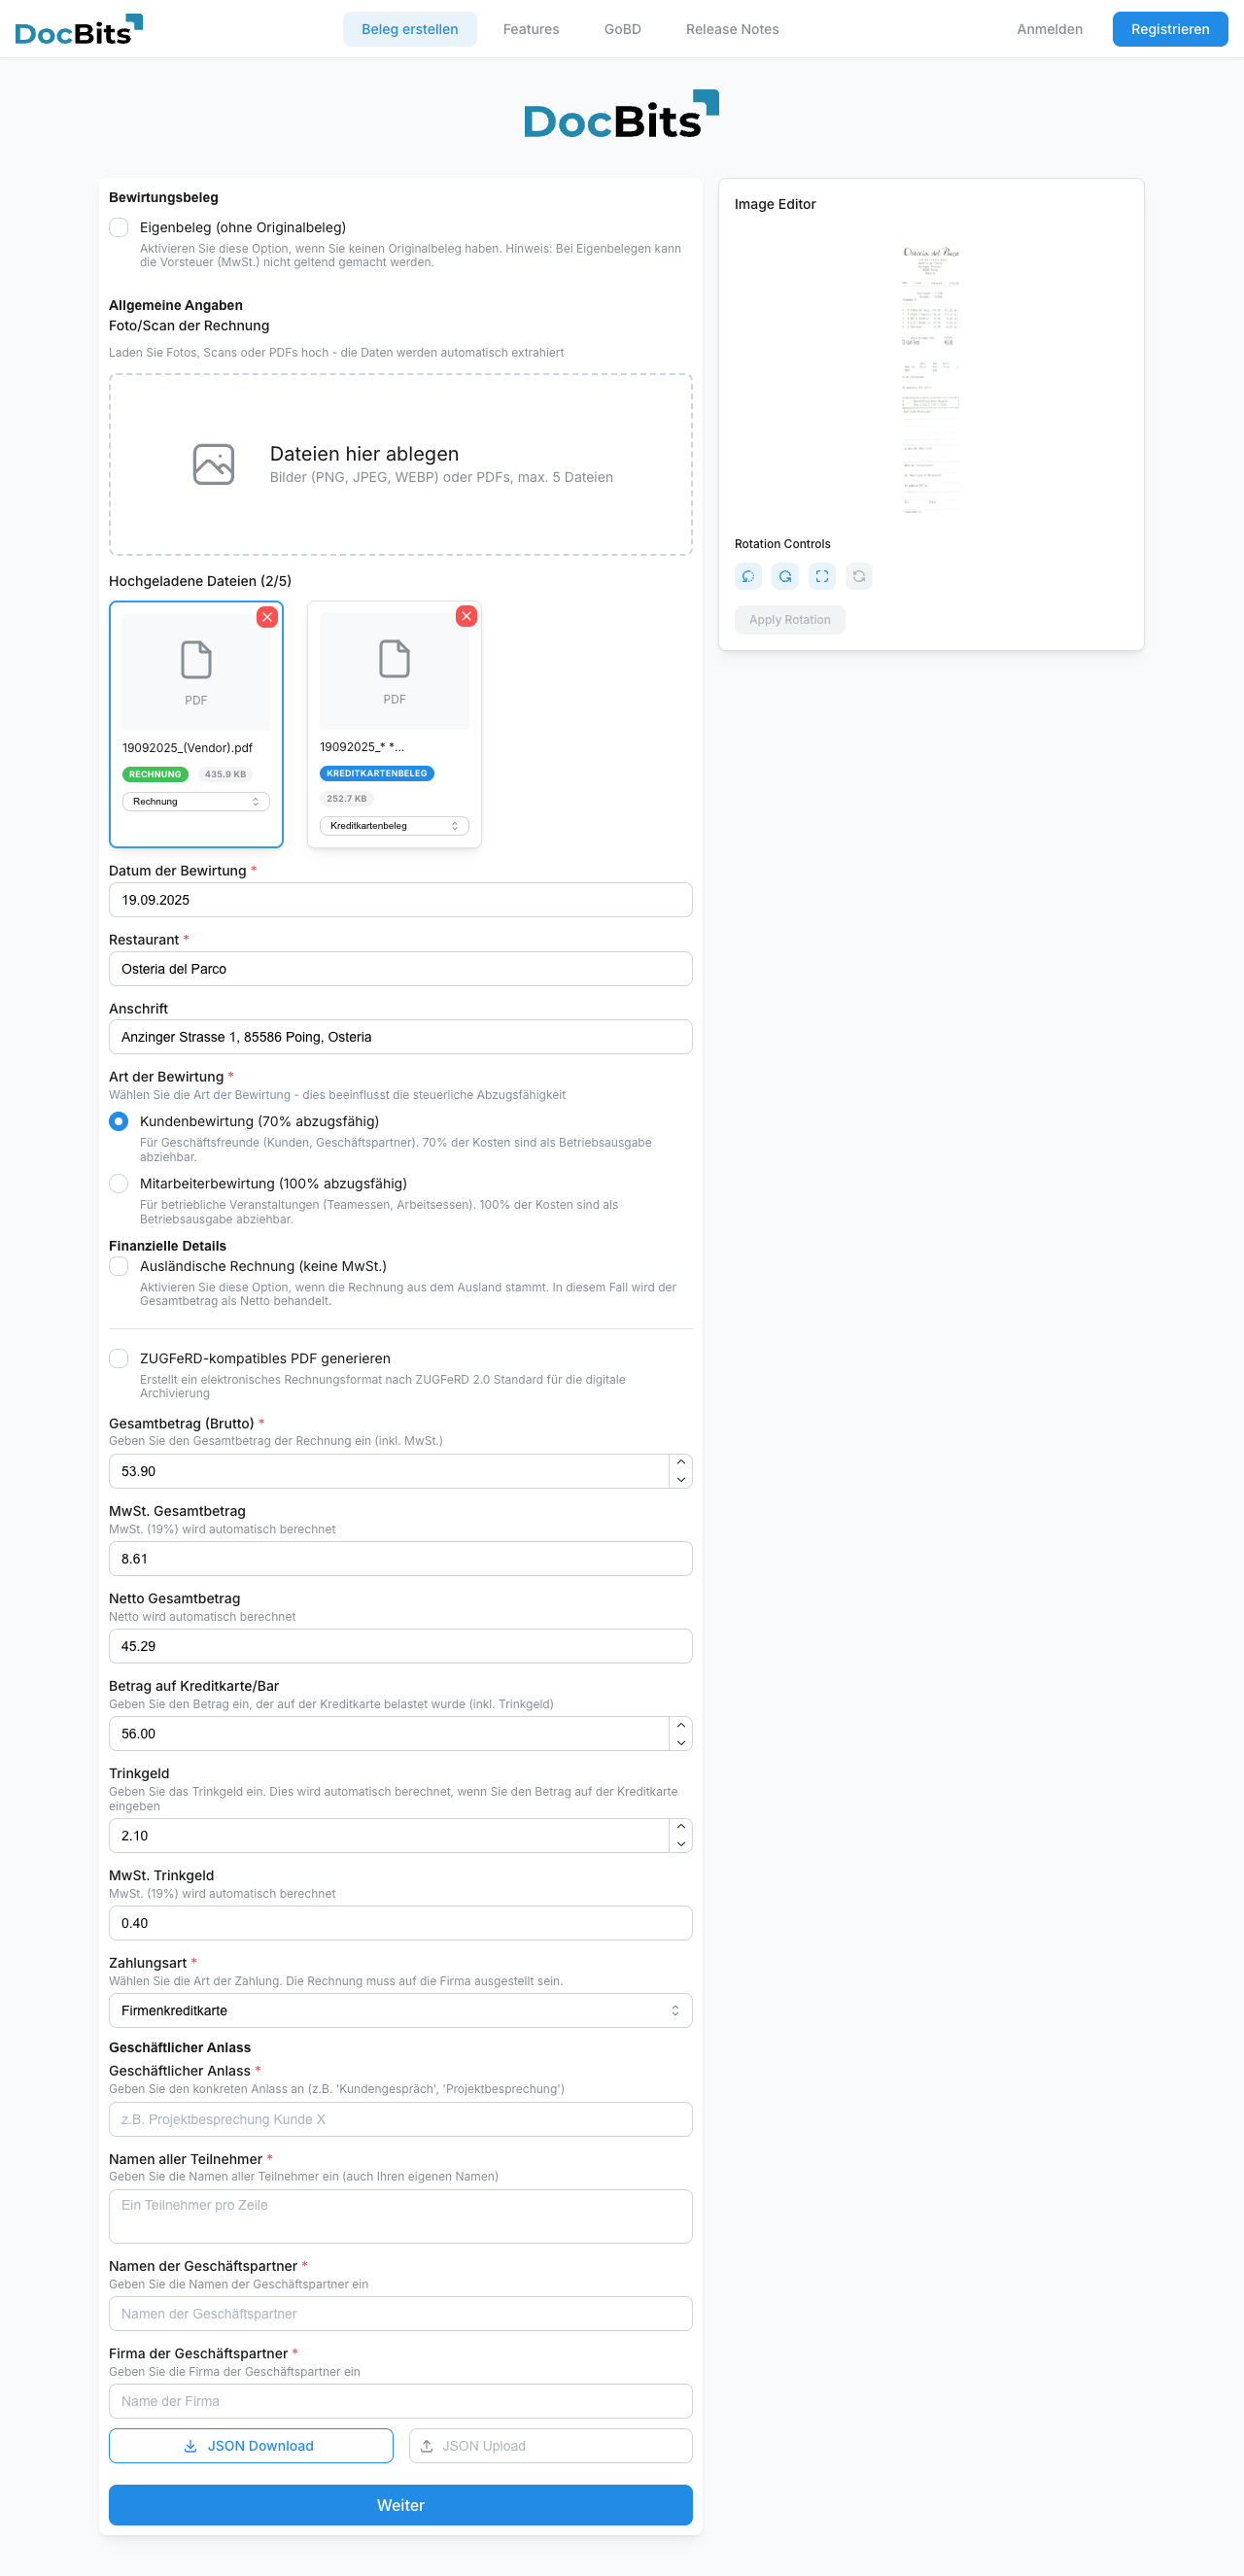 DocBits
Beleg erstellen
Features
GoBD
Release Notes
Anmelden
Registrieren
DocBits
Bewirtungsbeleg
Eigenbeleg (ohne Originalbeleg)
Aktivieren Sie diese Option, wenn Sie keinen Originalbeleg haben. Hinweis: Bei Eigenbelegen kann
die Vorsteuer (MwSt.) nicht geltend gemacht werden.
Allgemeine Angaben
Foto/Scan der Rechnung
Laden Sie Fotos, Scans oder PDFs hoch - die Daten werden automatisch extrahiert
Dateien hier ablegen
Bilder (PNG, JPEG, WEBP) oder PDFs, max. 5 Dateien
Hochgeladene Dateien (2/5)
PDF
19092025_(Vendor).pdf
RECHNUNG
435.9 KB
Rechnung
PDF
19092025_* *...
KREDITKARTENBELEG
252.7 KB
Kreditkartenbeleg
Datum der Bewirtung *
19.09.2025
Restaurant *
Osteria del Parco
Anschrift
Anzinger Strasse 1, 85586 Poing, Osteria
Art der Bewirtung *
Wählen Sie die Art der Bewirtung - dies beeinflusst die steuerliche Abzugsfähigkeit
Kundenbewirtung (70% abzugsfähig)
Für Geschäftsfreunde (Kunden, Geschäftspartner). 70% der Kosten sind als Betriebsausgabe
abziehbar.
Mitarbeiterbewirtung (100% abzugsfähig)
Für betriebliche Veranstaltungen (Teamessen, Arbeitsessen). 100% der Kosten sind als
Betriebsausgabe abziehbar.
Finanzielle Details
Ausländische Rechnung (keine MwSt.)
Aktivieren Sie diese Option, wenn die Rechnung aus dem Ausland stammt. In diesem Fall wird der
Gesamtbetrag als Netto behandelt.
ZUGFeRD-kompatibles PDF generieren
Erstellt ein elektronisches Rechnungsformat nach ZUGFeRD 2.0 Standard für die digitale
Archivierung
Gesamtbetrag (Brutto) *
Geben Sie den Gesamtbetrag der Rechnung ein (inkl. MwSt.)
53.90
MwSt. Gesamtbetrag
MwSt. (19%) wird automatisch berechnet
8.61
Netto Gesamtbetrag
Netto wird automatisch berechnet
45.29
Betrag auf Kreditkarte/Bar
Geben Sie den Betrag ein, der auf der Kreditkarte belastet wurde (inkl. Trinkgeld)
56.00
Trinkgeld
Geben Sie das Trinkgeld ein. Dies wird automatisch berechnet, wenn Sie den Betrag auf der Kreditkarte
eingeben
2.10
MwSt. Trinkgeld
MwSt. (19%) wird automatisch berechnet
0.40
Zahlungsart *
Wählen Sie die Art der Zahlung. Die Rechnung muss auf die Firma ausgestellt sein.
Firmenkreditkarte
Geschäftlicher Anlass
Geschäftlicher Anlass *
Geben Sie den konkreten Anlass an (z.B. 'Kundengespräch', 'Projektbesprechung')
z.B. Projektbesprechung Kunde X
Namen aller Teilnehmer *
Geben Sie die Namen aller Teilnehmer ein (auch Ihren eigenen Namen)
Ein Teilnehmer pro Zeile
Namen der Geschäftspartner *
Geben Sie die Namen der Geschäftspartner ein
Namen der Geschäftspartner
Firma der Geschäftspartner *
Geben Sie die Firma der Geschäftspartner ein
Name der Firma
JSON Download
JSON Upload
Weiter
Image Editor
Rotation Controls
Apply Rotation